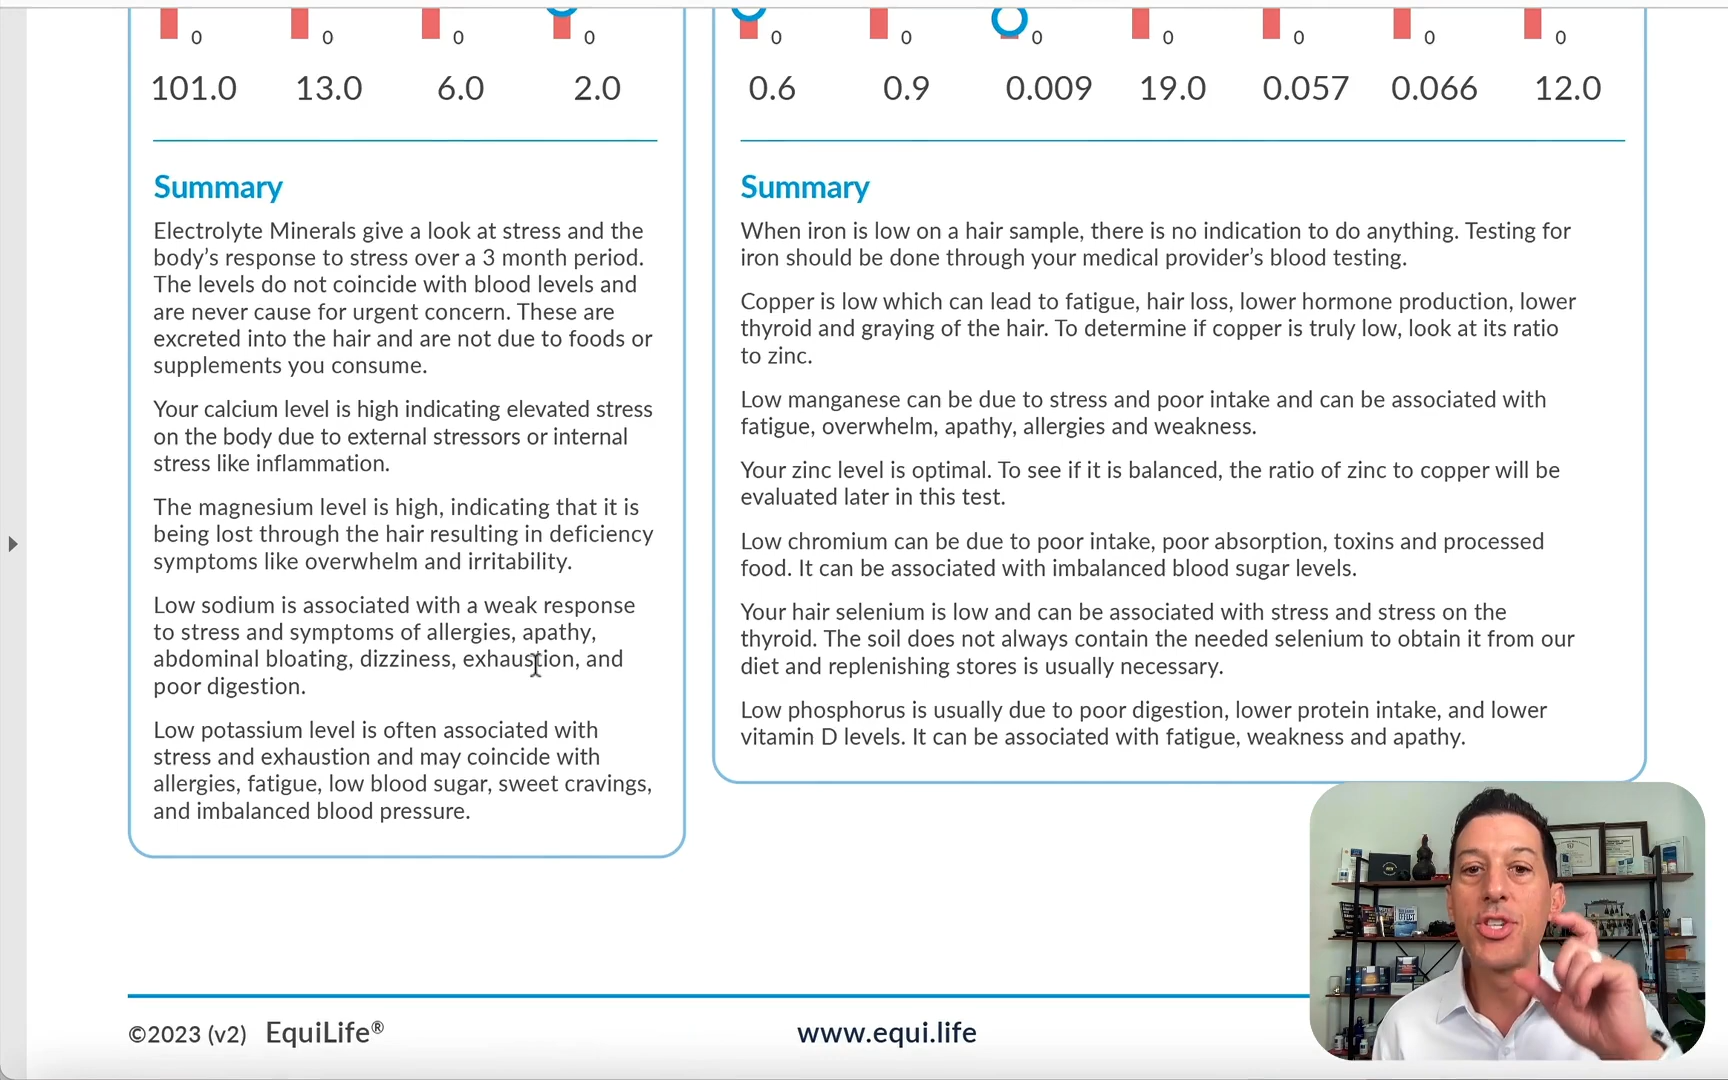 0 0 0 0
101.0 13.0 6.0 2.0
Summary
Electrolyte Minerals give a look at stress and the
body's response to stress over a 3 month period.
The levels do not coincide with blood levels and
are never cause for urgent concern. These are
excreted into the hair and are not due to foods or
supplements you consume.
Your calcium level is high indicating elevated stress
on the body due to external stressors or internal
stress like inflammation.
The magnesium level is high, indicating that it is
being lost through the hair resulting in deficiency
symptoms like overwhelm and irritability.
Low sodium is associated with a weak response
to stress and symptoms of allergies, apathy,
abdominal bloating, dizziness, exhaustion, and
poor digestion.
Low potassium level is often associated with
stress and exhaustion and may coincide with
allergies, fatigue, low blood sugar, sweet cravings,
and imbalanced blood pressure.
0 0 0 0 0 0 0
0.6 0.9 0.009 19.0 0.057 0.066 12.0
Summary
When iron is low on a hair sample, there is no indication to do anything. Testing for
iron should be done through your medical provider's blood testing.
Copper is low which can lead to fatigue, hair loss, lower hormone production, lower
thyroid and graying of the hair. To determine if copper is truly low, look at its ratio
to zinc.
Low manganese can be due to stress and poor intake and can be associated with
fatigue, overwhelm, apathy, allergies and weakness.
Your zinc level is optimal. To see if it is balanced, the ratio of zinc to copper will be
evaluated later in this test.
Low chromium can be due to poor intake, poor absorption, toxins and processed
food. It can be associated with imbalanced blood sugar levels.
Your hair selenium is low and can be associated with stress and stress on the
thyroid. The soil does not always contain the needed selenium to obtain it from our
diet and replenishing stores is usually necessary.
Low phosphorus is usually due to poor digestion, lower protein intake, and lower
vitamin D levels. It can be associated with fatigue, weakness and apathy.
©2023 (v2) EquiLife® www.equi.life